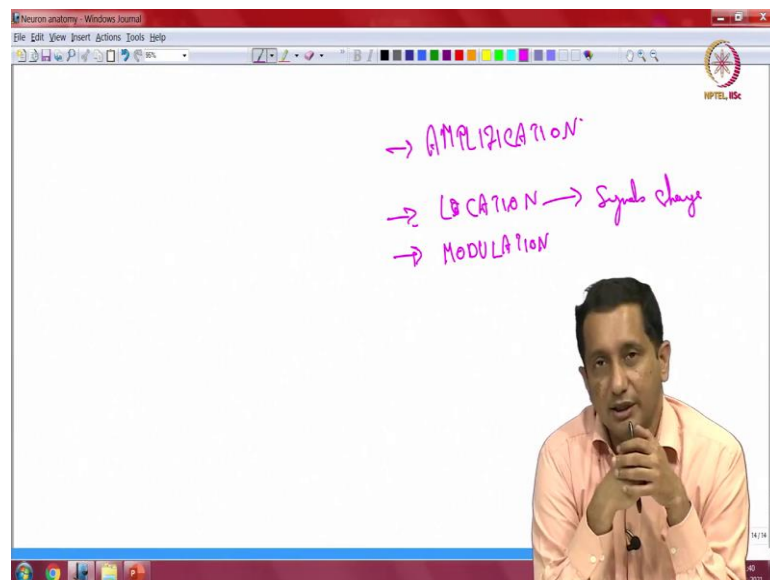 Neuron anatomy - Windows Journal
File Edit View Insert Actions Tools Help
96%
B I
NPTEL, IISc
→ AMPLIFICATION
→ LOCATION → Signals change
→ MODULATION
14/14